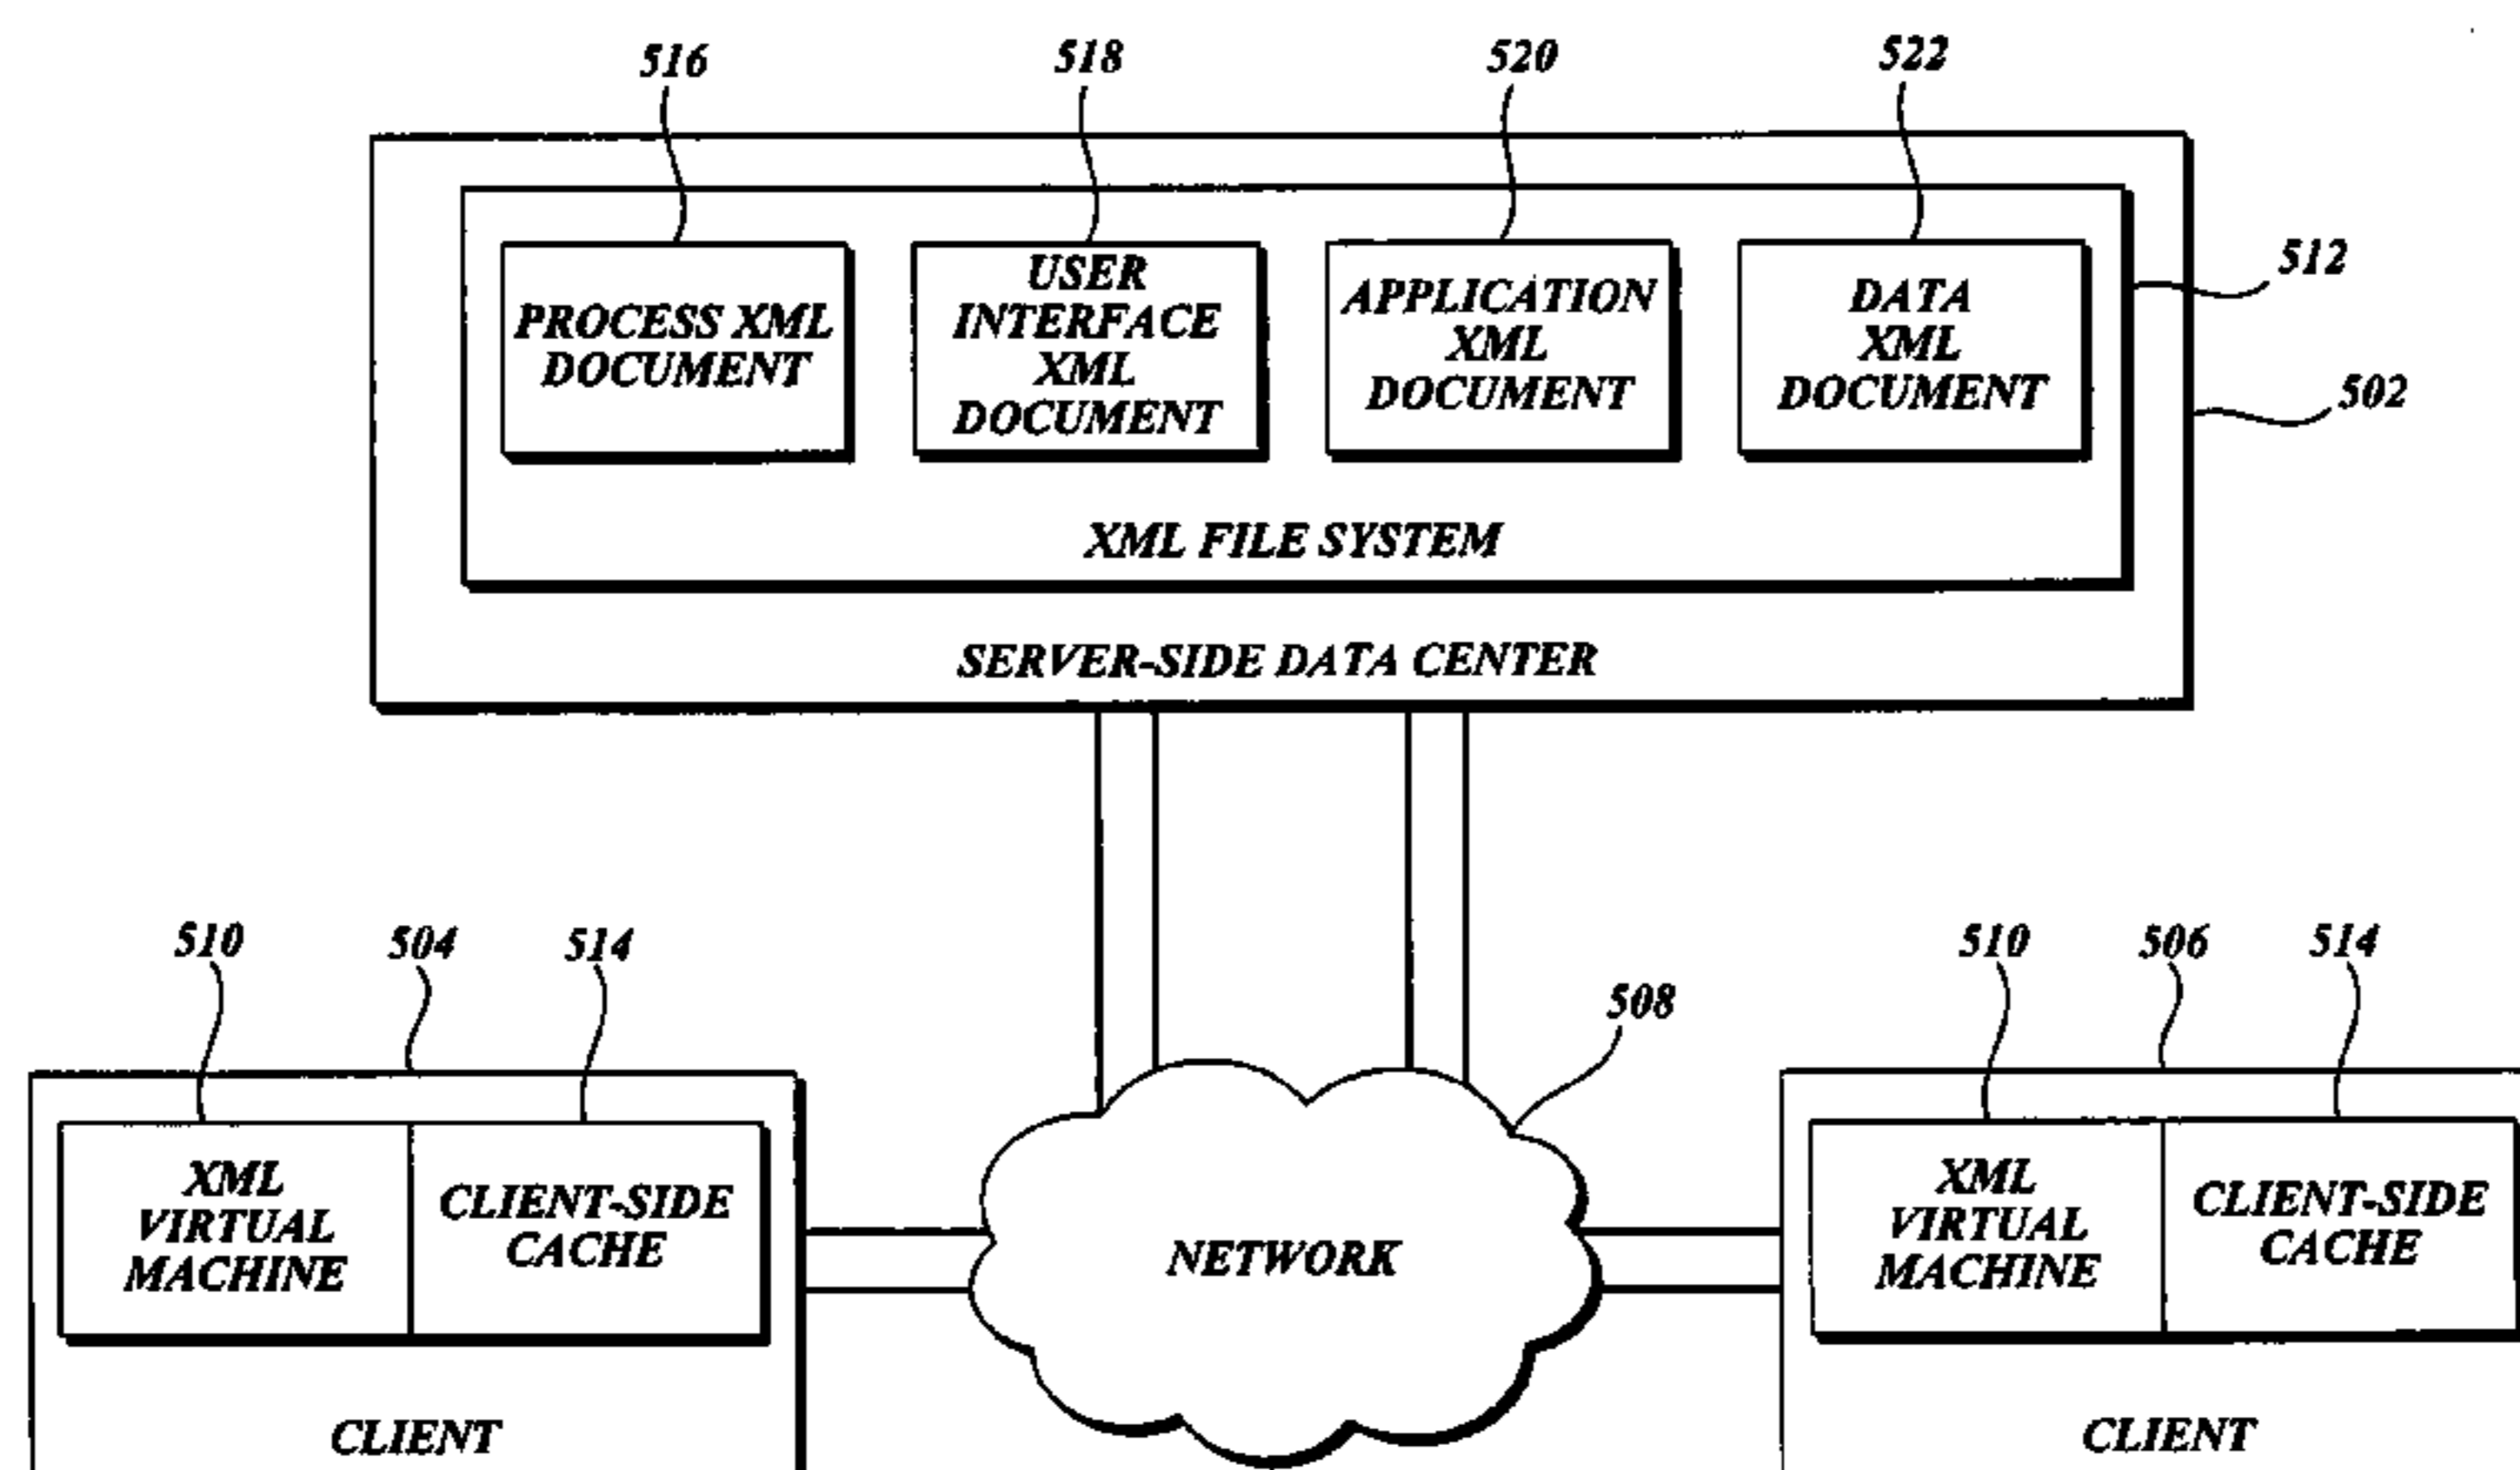 516
518
520
522
PROCESS XML
DOCUMENT
USER
INTERFACE
XML
DOCUMENT
APPLICATION
XML
DOCUMENT
DATA
XML
DOCUMENT
512
502
XML FILE SYSTEM
SERVER-SIDE DATA CENTER
510
504
514
508
510
506
514
XML
VIRTUAL
MACHINE
CLIENT-SIDE
CACHE
CLIENT
NETWORK
XML
VIRTUAL
MACHINE
CLIENT-SIDE
CACHE
CLIENT